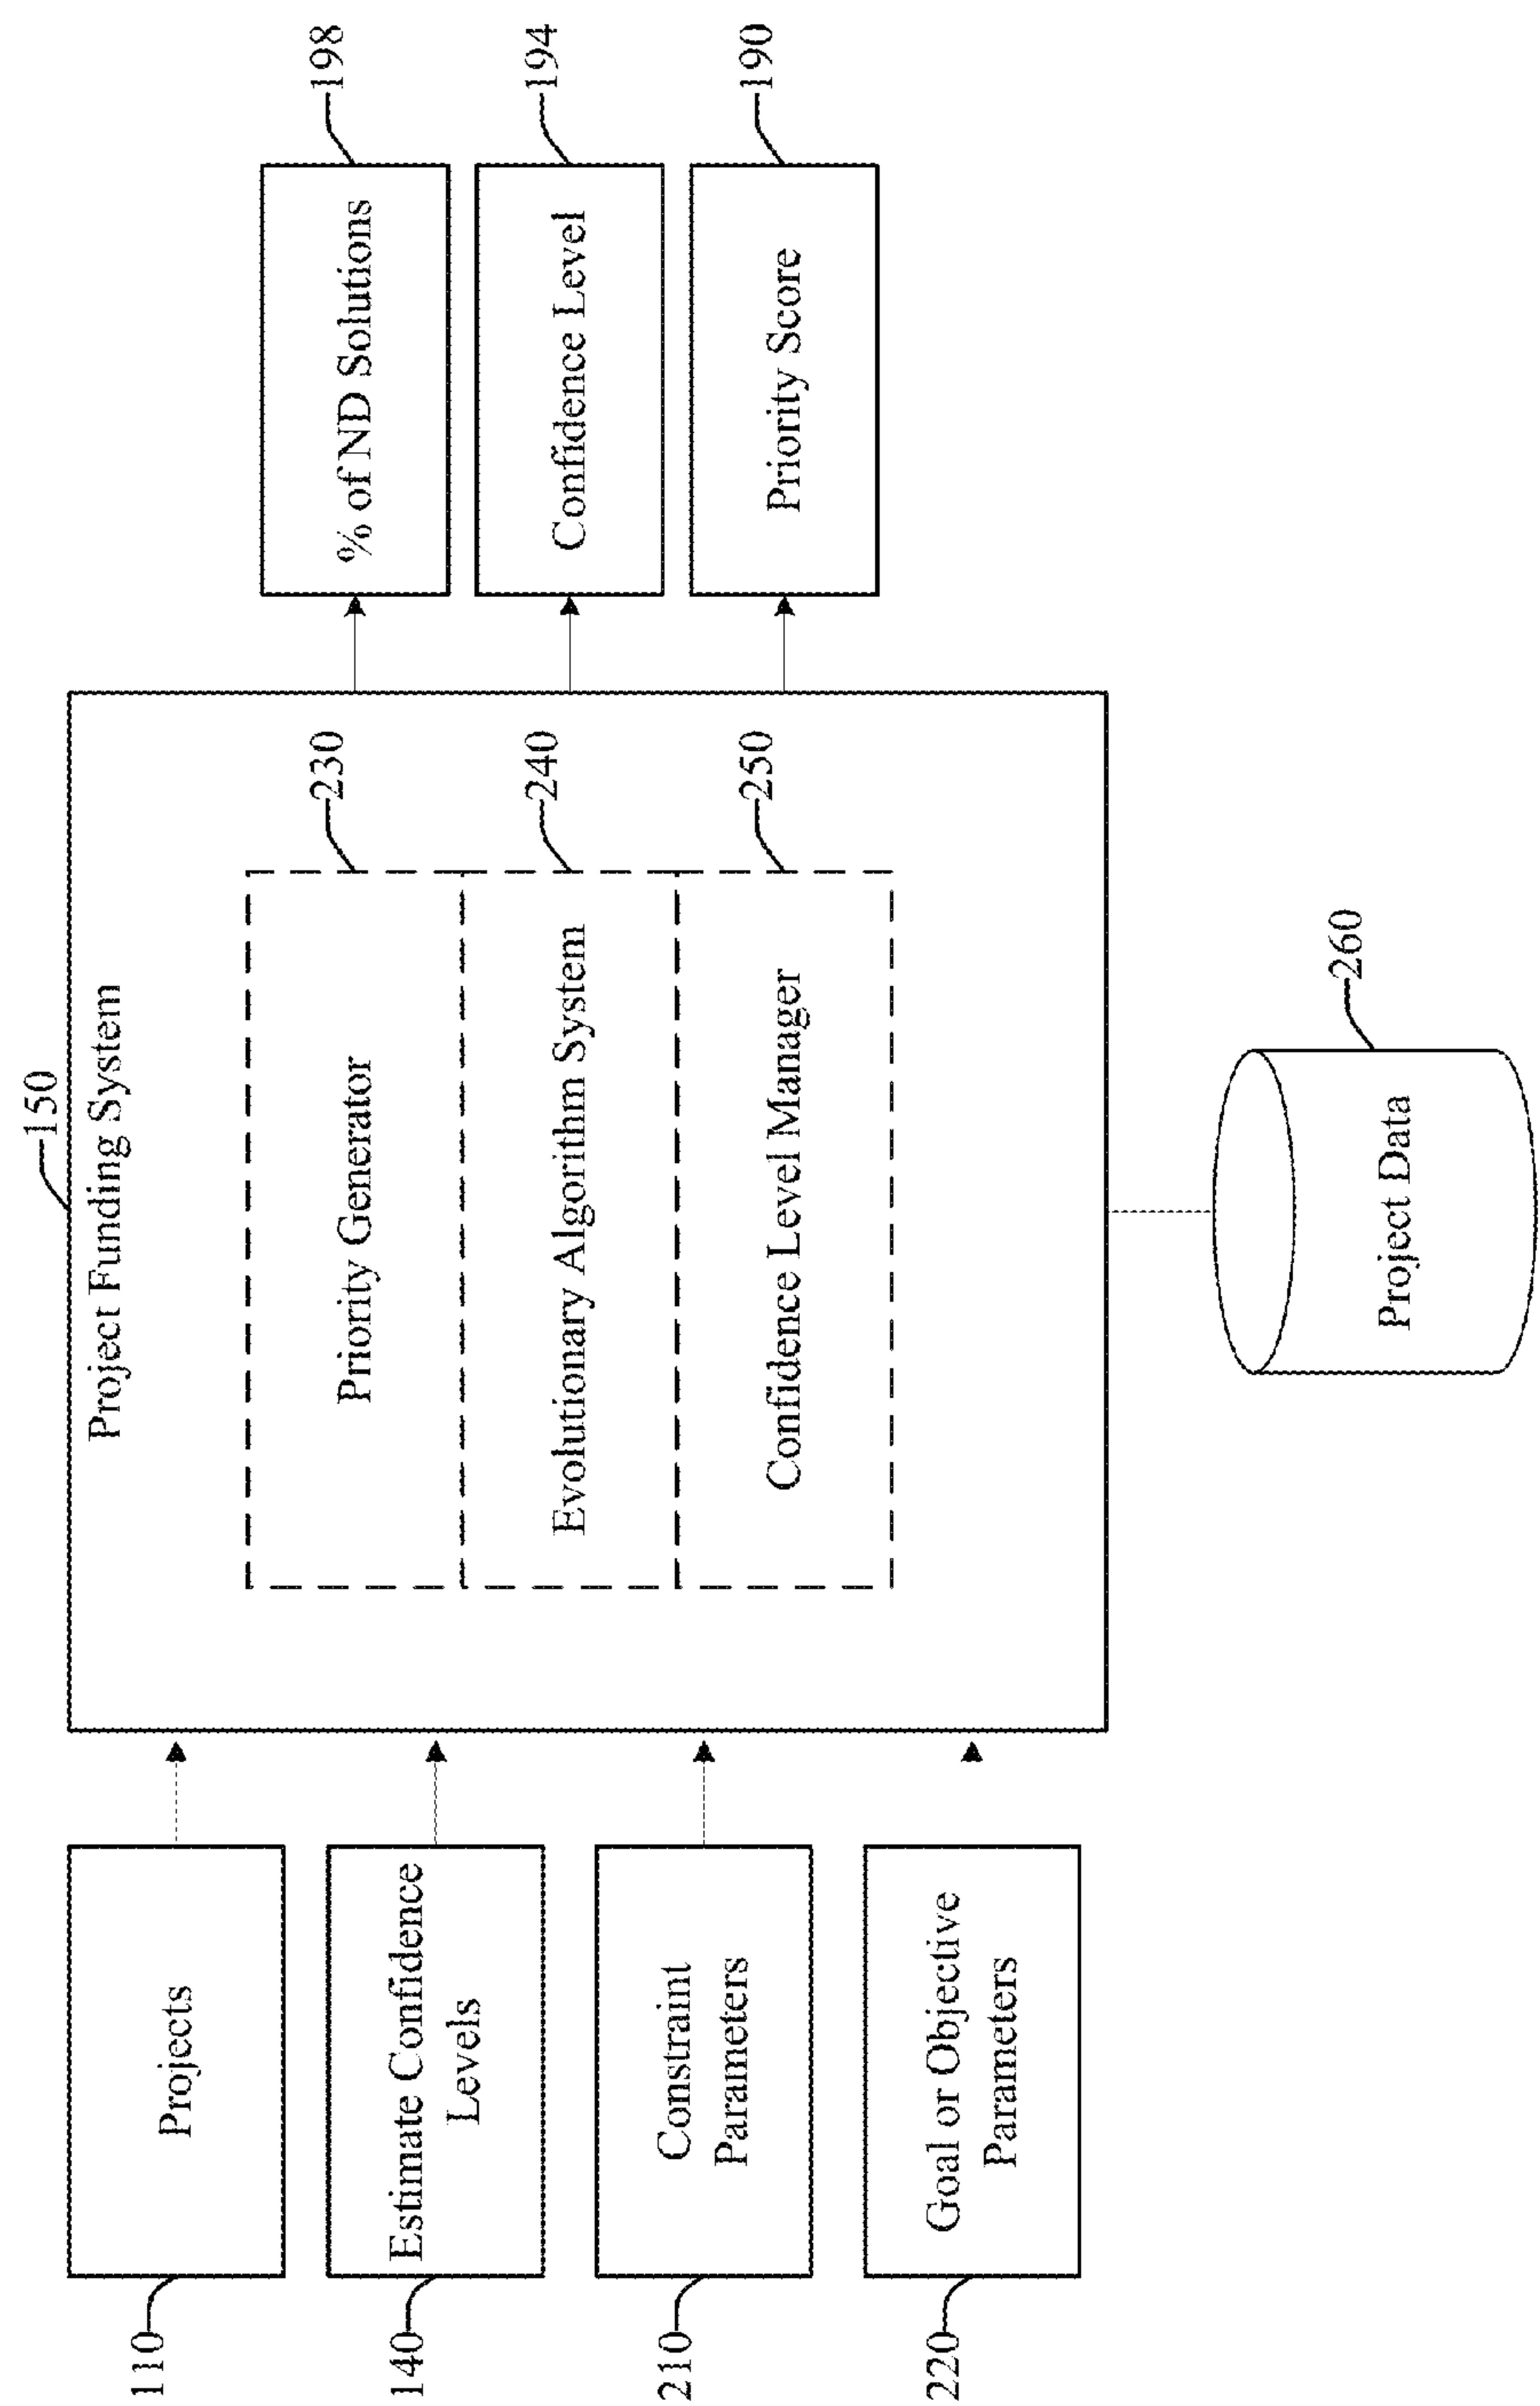 150
Project Funding System
110
Projects
140
Estimate Confidence
Levels
210
Constraint
Parameters
220
Goal or Objective
Parameters
Priority Generator
230
Evolutionary Algorithm System
240
Confidence Level Manager
250
% of ND Solutions
198
Confidence Level
194
Priority Score
190
Project Data
260